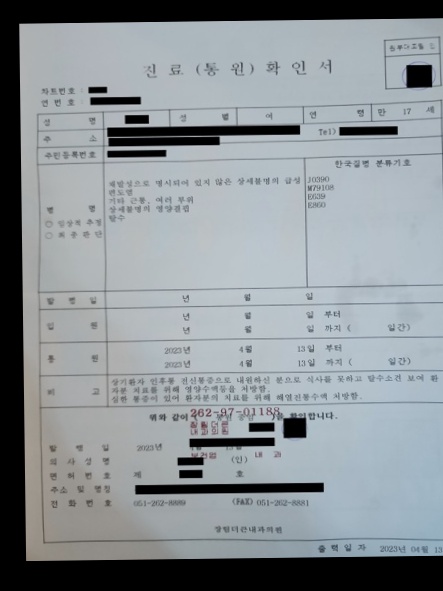 원부대조필 인
진 료 ( 통 원 ) 확 인 서
차트번호 :
연 번호 :
성 명 성 별 여 연 령 만 17 세
주 소 Tel)
주민등록번호
한국질병 분류기호
병 명
◎ 임상적 추정
○ 최종판단
재발성으로 명시되어 있지 않은 상세불명의 급성
편도염
기타 근통, 여러 부위
상세불명의 영양결핍
탈수
J0390
M79108
E639
E860
발 병 일 년 월 일
입 원 년 월 일 부터
년 월 일 까지 ( 일간)
통 원 2023년 4월 13일 부터
2023년 4월 13일 까지 ( 일간)
비 고
상기환자 인후통 전신통증으로 내원하신 분으로 식사를 못하고 탈수소견 보여 환
자분 치료를 위해 영양수액등을 처방함.
심한 통증이 있어 환자분의 치료를 위해 해열진통수액 처방함.
위와 같이 ( )을 확인합니다.
262-97-01188
내과의원
발 행 일 2023년
의 사 성 명 (인) 내 과
면 허 번 호 제 호
주소 및 명칭
전 화 번 호 051-262-8889 (FAX) 051-262-8881
장림더튼내과의원
출 력 일 자 2023년 04월 13